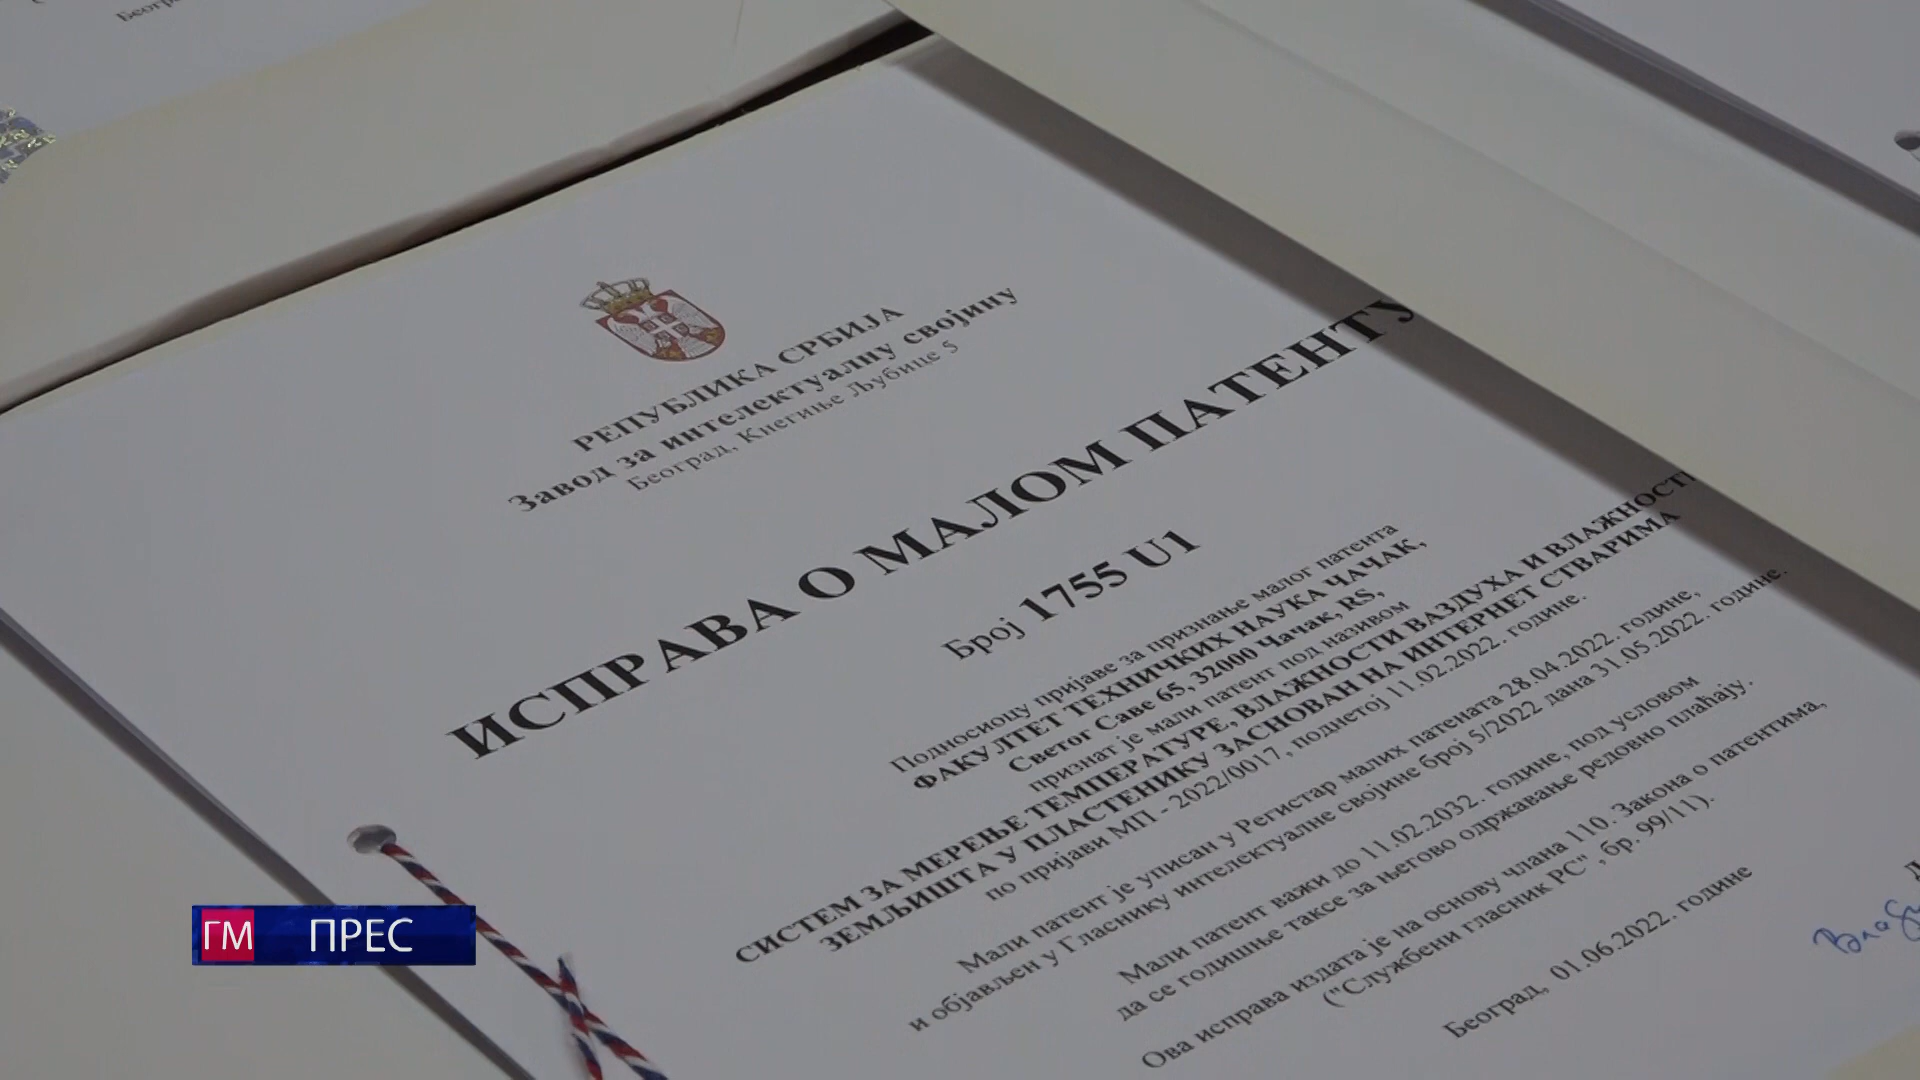 РЕПУБЛИКА СРБИЈА
Завод за интелектуалну својину
Београд, Кнегиње Љубице 5
ИСПРАВА О МАЛОМ ПАТЕНТУ
Број 1755 U1
Подносиоцу пријаве за признање малог патента
ФАКУЛТЕТ ТЕХНИЧКИХ НАУКА ЧАЧАК,
Светог Саве 65, 32000 Чачак, RS,
признат је мали патент под називом
СИСТЕМ ЗА МЕРЕЊЕ ТЕМПЕРАТУРЕ, ВЛАЖНОСТИ ВАЗДУХА И ВЛАЖНОСТИ
ЗЕМЉИШТА У ПЛАСТЕНИКУ ЗАСНОВАН НА ИНТЕРНЕТ СТВАРИМА
по пријави МП - 2022/0017 , поднетој 11.02.2022. године.
Мали патент је уписан у Регистар малих патената 28.04.2022. године,
и објављен у Гласнику интелектуалне својине број 5/2022 дана 31.05.2022. године.
Мали патент важи до 11.02.2032. године, под условом
да се годишње таксе за његово одржавање редовно плаћају.
Ова исправа издата је на основу члана 110. Закона о патентима,
("Службени гласник РС" , бр. 99/11).
Београд, 01.06.2022. године
ГМ ПРЕС